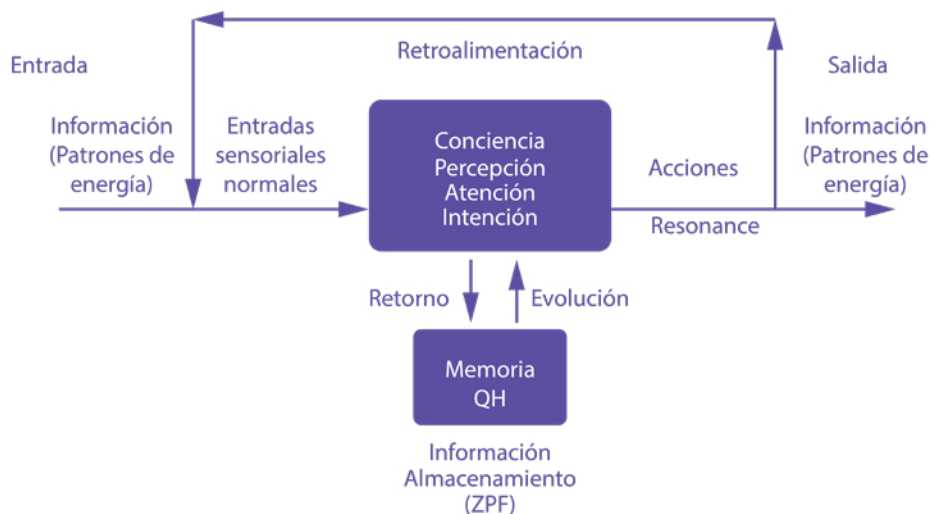 Retroalimentación
Entrada
Salida
Información
(Patrones de
energía)
Entradas
sensoriales
normales
Conciencia
Percepción
Atención
Intención
Acciones
Resonance
Información
(Patrones de
energía)
Retorno
Evolución
Memoria
QH
Información
Almacenamiento
(ZPF)